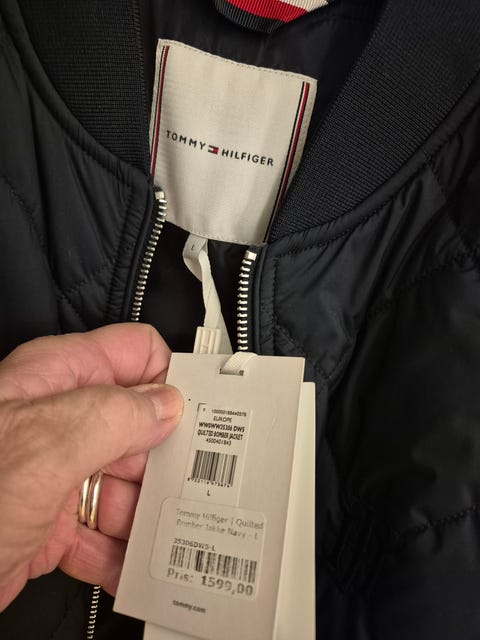 TOMMY HILFIGER
L
EUROPE
WW0WW35306 DW5
QUILTED BOMBER JACKET
4500401843
L
Tommy Hilfiger | Quilted
Bomber Jakke Navy - L
35306DW5-L
Pris: 1599,00
tommy.com